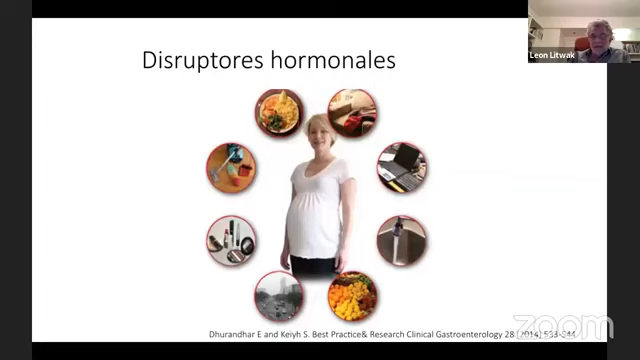 Disruptores hormonales
Leon Litwak
Dhurandhar E and Keiyh S. Best Practice& Research Clinical Gastroenterology 28 (2014) 533-544
zoom